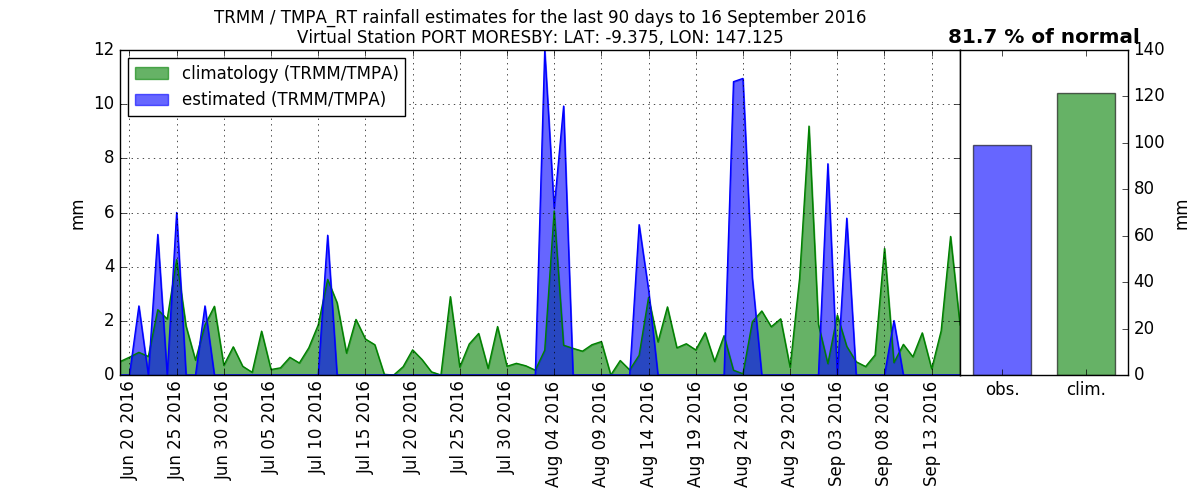 TRMM / TMPA_RT rainfall estimates for the last 90 days to 16 September 2016
Virtual Station PORT MORESBY: LAT: -9.375, LON: 147.125
81.7 % of normal
climatology (TRMM/TMPA)
estimated (TRMM/TMPA)
12
10
8
6
4
2
0
mm
140
120
100
80
60
40
20
0
mm
Jun 20 2016
Jun 25 2016
Jun 30 2016
Jul 05 2016
Jul 10 2016
Jul 15 2016
Jul 20 2016
Jul 25 2016
Jul 30 2016
Aug 04 2016
Aug 09 2016
Aug 14 2016
Aug 19 2016
Aug 24 2016
Aug 29 2016
Sep 03 2016
Sep 08 2016
Sep 13 2016
obs.
clim.